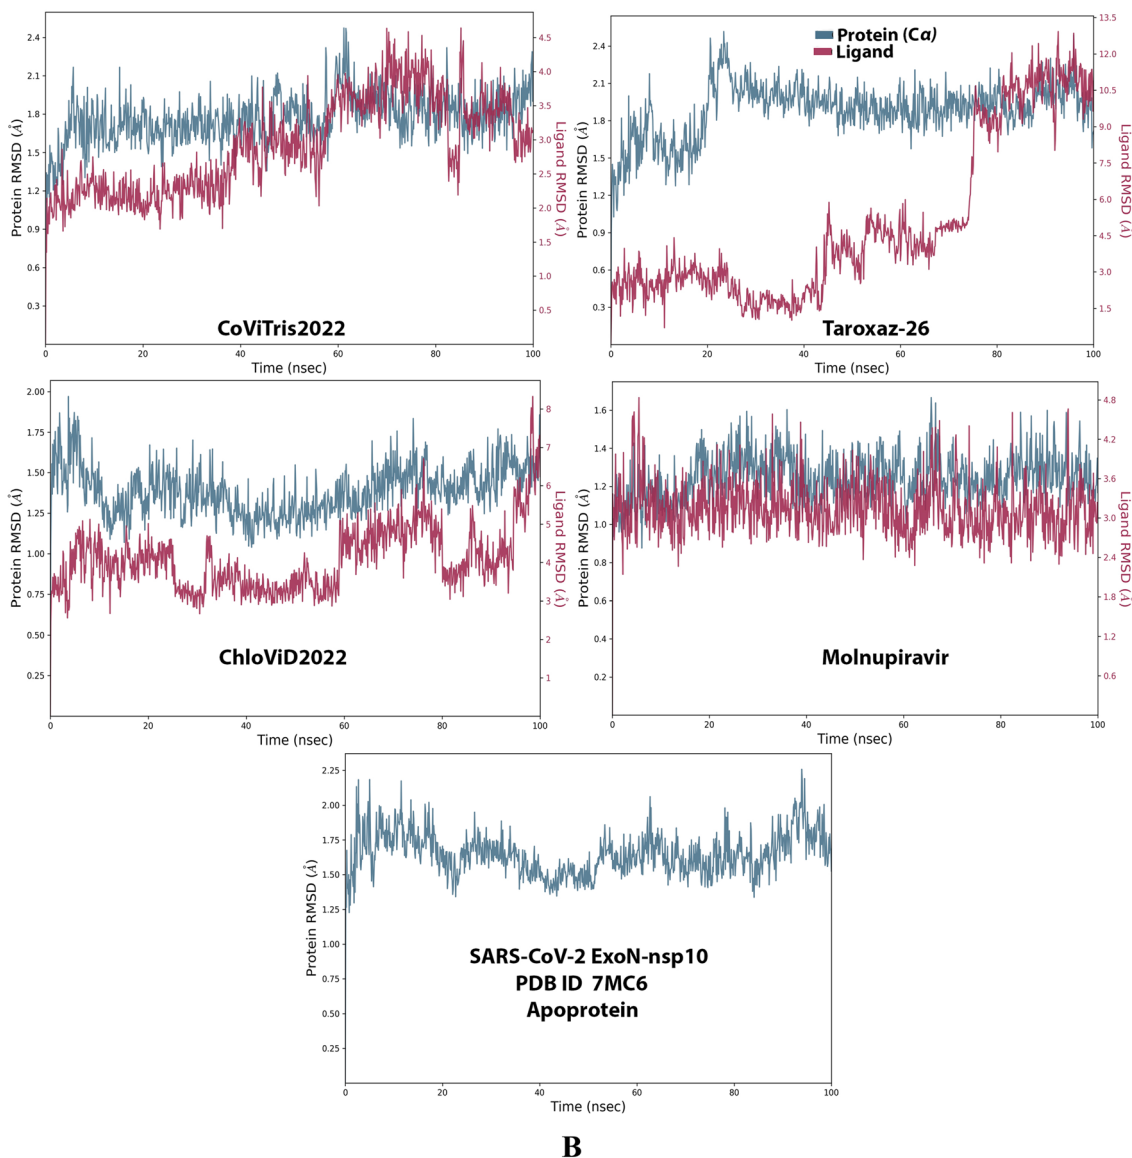 Protein RMSD (Å)
2.4
2.1
1.8
1.5
1.2
0.9
0.6
0.3
4.5
4.0
3.5
3.0
2.5
2.0
1.5
1.0
0.5
Ligand RMSD (Å)
CoViTris2022
0 20 40 60 80 100
Time (nsec)
Protein RMSD (Å)
2.4
2.1
1.8
1.5
1.2
0.9
0.6
0.3
Protein (Cα)
Ligand
13.5
12.0
10.5
9.0
7.5
6.0
4.5
3.0
1.5
Ligand RMSD (Å)
Taroxaz-26
0 20 40 60 80 100
Time (nsec)
Protein RMSD (Å)
2.00
1.75
1.50
1.25
1.00
0.75
0.50
0.25
8
7
6
5
4
3
2
1
Ligand RMSD (Å)
ChloViD2022
0 20 40 60 80 100
Time (nsec)
Protein RMSD (Å)
1.6
1.4
1.2
1.0
0.8
0.6
0.4
0.2
4.8
4.2
3.6
3.0
2.4
1.8
1.2
0.6
Ligand RMSD (Å)
Molnupiravir
0 20 40 60 80 100
Time (nsec)
Protein RMSD (Å)
2.25
2.00
1.75
1.50
1.25
1.00
0.75
0.50
0.25
SARS-CoV-2 ExoN-nsp10
PDB ID 7MC6
Apoprotein
0 20 40 60 80 100
Time (nsec)
B